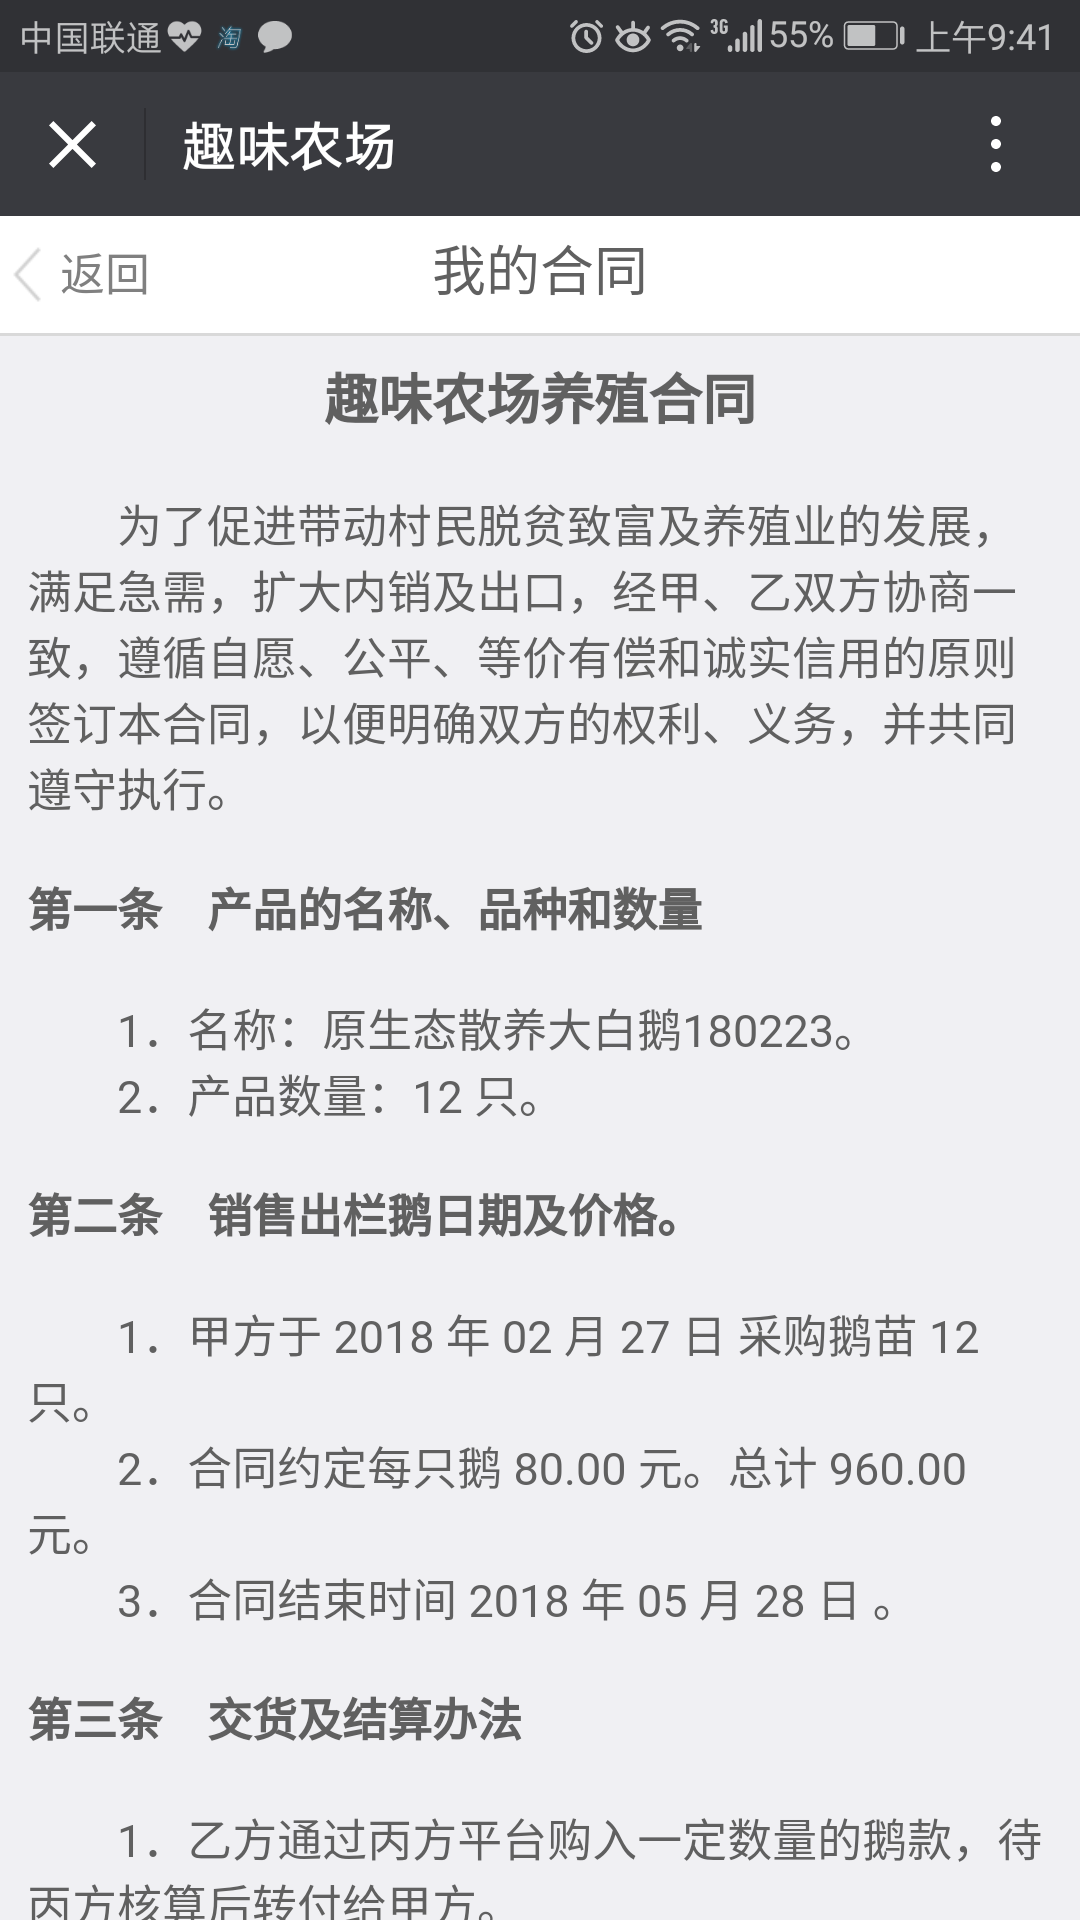 中国联通 淘 3G 55% 上午9:41
趣味农场
返回 我的合同
趣味农场养殖合同
为了促进带动村民脱贫致富及养殖业的发展，
满足急需，扩大内销及出口，经甲、乙双方协商一
致，遵循自愿、公平、等价有偿和诚实信用的原则
签订本合同，以便明确双方的权利、义务，并共同
遵守执行。
第一条　产品的名称、品种和数量
1．名称：原生态散养大白鹅180223。
2．产品数量：12 只。
第二条　销售出栏鹅日期及价格。
1．甲方于 2018 年 02 月 27 日 采购鹅苗 12
只。
2．合同约定每只鹅 80.00 元。总计 960.00
元。
3．合同结束时间 2018 年 05 月 28 日 。
第三条　交货及结算办法
1．乙方通过丙方平台购入一定数量的鹅款，待
丙方核算后转付给甲方。